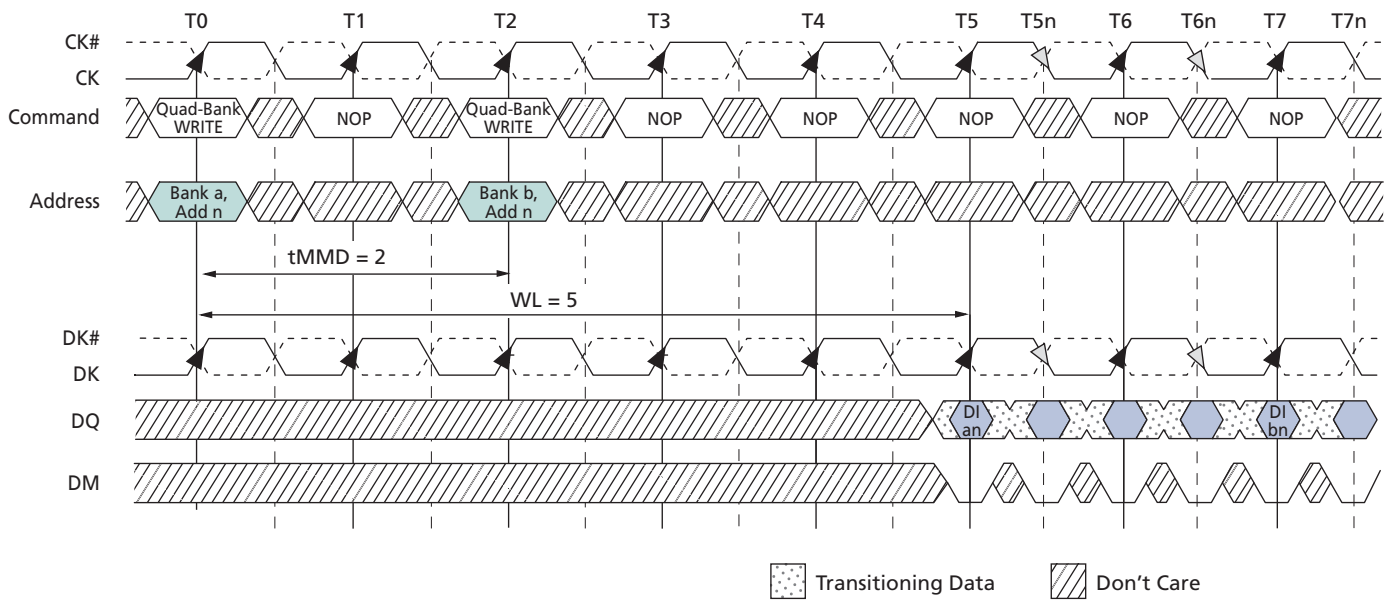 T0 T1 T2 T3 T4 T5 T5n T6 T6n T7 T7n
CK#
CK
Command
Quad-Bank
WRITE
NOP
Quad-Bank
WRITE
NOP
NOP
NOP
NOP
NOP
Address
Bank a,
Add n
Bank b,
Add n
tMMD = 2
WL = 5
DK#
DK
DQ
DI
an
DI
bn
DM
Transitioning Data
Don't Care